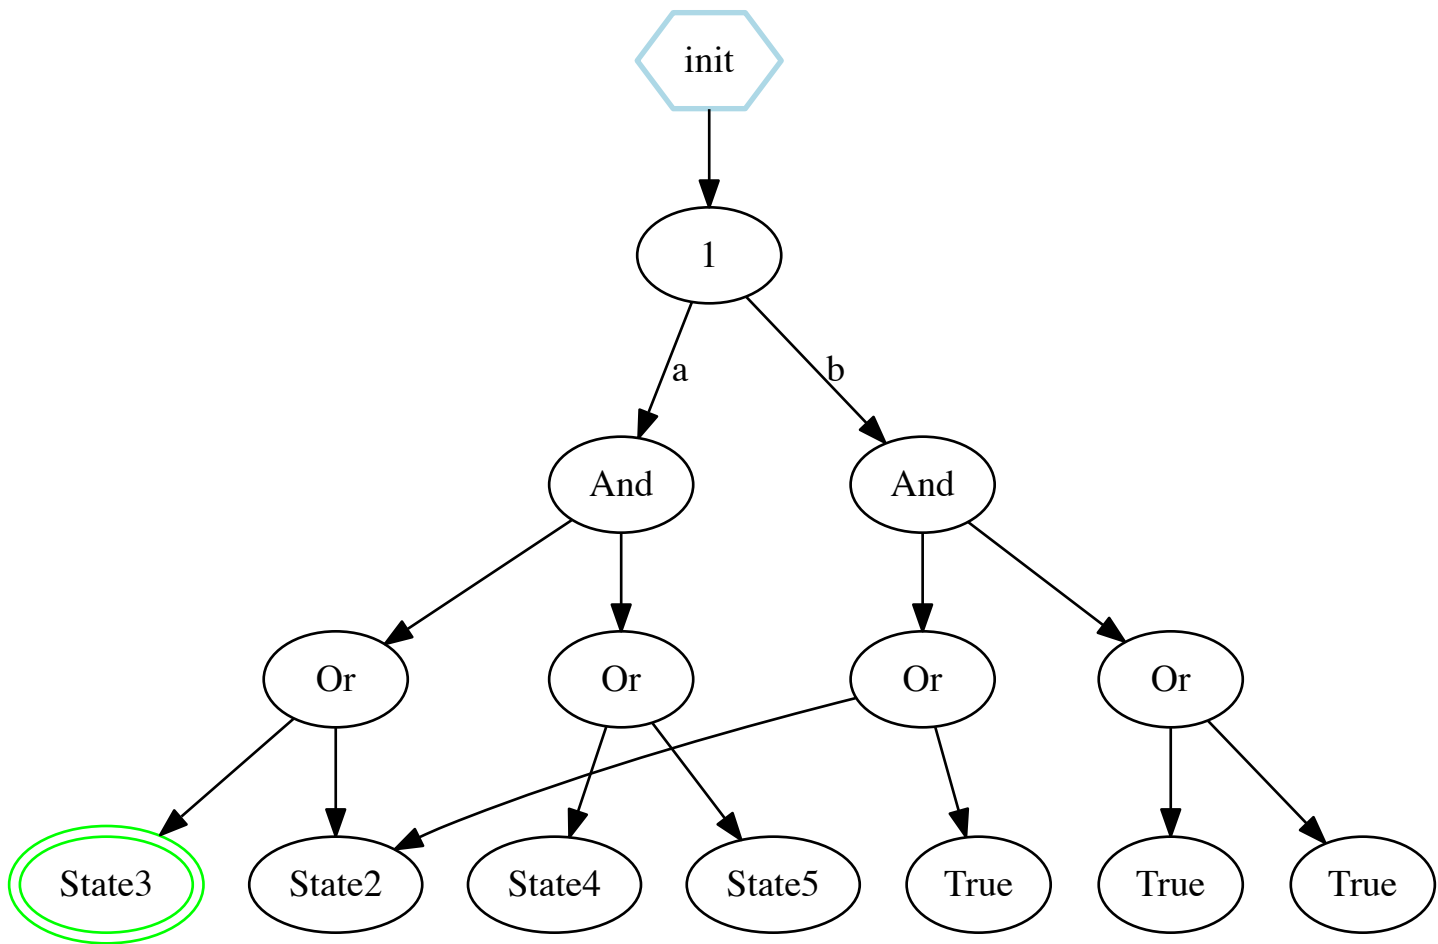 init
1
a
b
And
And
Or
Or
Or
Or
State3
State2
State4
State5
True
True
True